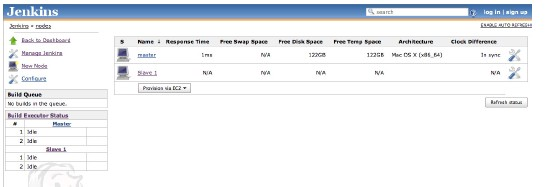 Jenkins
search
log in | sign up
Jenkins » nodes
ENABLE AUTO REFRESH
Back to Dashboard
Manage Jenkins
New Node
Configure
Build Queue
No builds in the queue.
Build Executor Status
# Master
1 Idle
2 Idle
Slave 1
1 Idle
2 Idle
S Name ↓ Response Time Free Swap Space Free Disk Space Free Temp Space Architecture Clock Difference
master 1ms N/A 122GB 122GB Mac OS X (x86_64) In sync
Slave 1 N/A N/A N/A N/A N/A
Provision via EC2
Refresh status